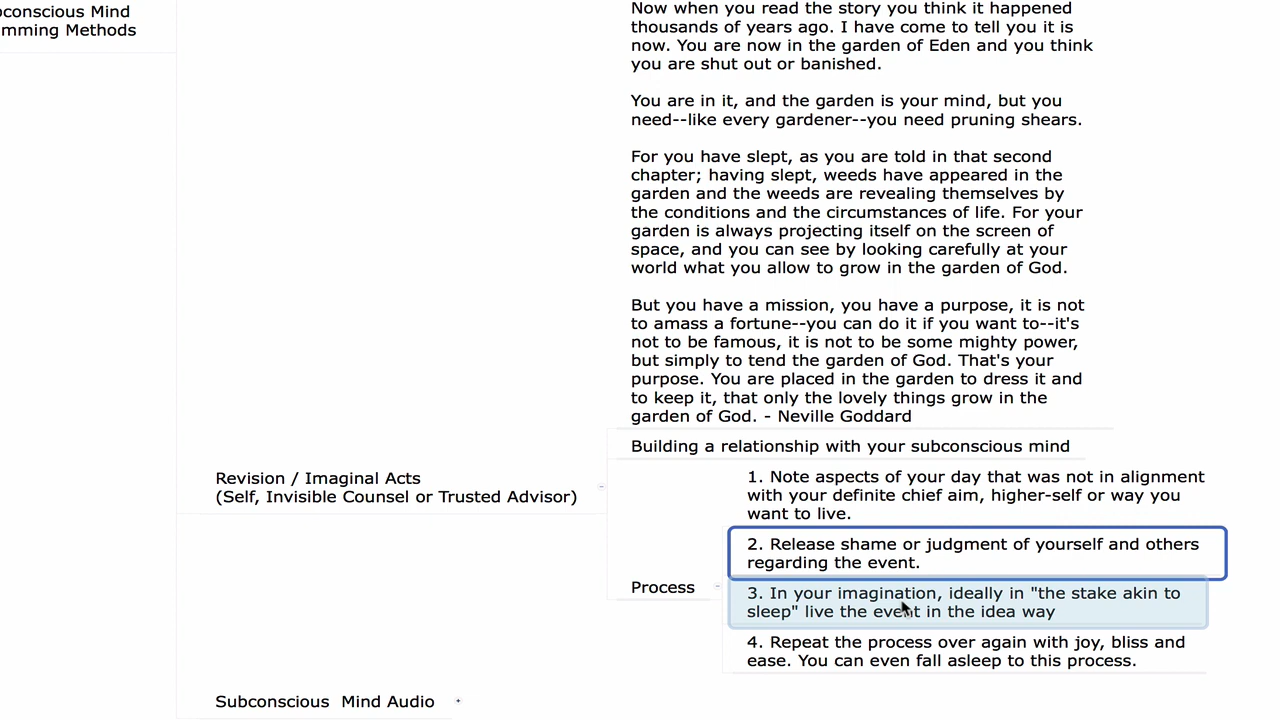 conscious Mind
mming Methods
Now when you read the story you think it happened
thousands of years ago. I have come to tell you it is
now. You are now in the garden of Eden and you think
you are shut out or banished.
You are in it, and the garden is your mind, but you
need--like every gardener--you need pruning shears.
For you have slept, as you are told in that second
chapter; having slept, weeds have appeared in the
garden and the weeds are revealing themselves by
the conditions and the circumstances of life. For your
garden is always projecting itself on the screen of
space, and you can see by looking carefully at your
world what you allow to grow in the garden of God.
But you have a mission, you have a purpose, it is not
to amass a fortune--you can do it if you want to--it's
not to be famous, it is not to be some mighty power,
but simply to tend the garden of God. That's your
purpose. You are placed in the garden to dress it and
to keep it, that only the lovely things grow in the
garden of God. - Neville Goddard
Building a relationship with your subconscious mind
Revision / Imaginal Acts
(Self, Invisible Counsel or Trusted Advisor)
Process
1. Note aspects of your day that was not in alignment
with your definite chief aim, higher-self or way you
want to live.
2. Release shame or judgment of yourself and others
regarding the event.
3. In your imagination, ideally in "the stake akin to
sleep" live the event in the idea way
4. Repeat the process over again with joy, bliss and
ease. You can even fall asleep to this process.
Subconscious  Mind Audio